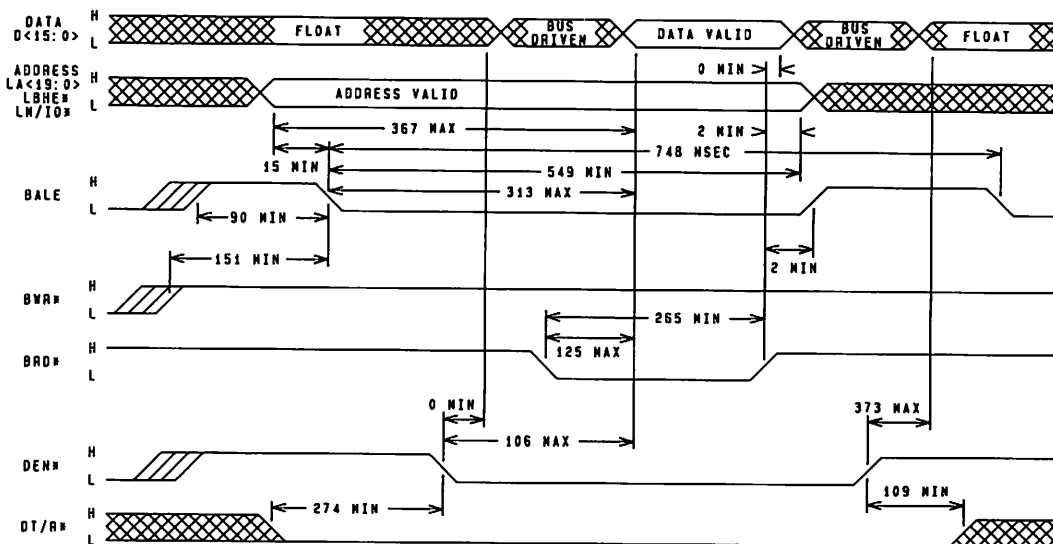 DATA
D<15:0>
H
L
FLOAT
BUS
DRIVEN
DATA VALID
BUS
DRIVEN
FLOAT
0 MIN
ADDRESS
LA<19:0>
LBHE*
LM/IO*
H
L
ADDRESS VALID
367 MAX
2 MIN
15 MIN
748 NSEC
549 MIN
313 MAX
BALE
H
L
90 MIN
2 MIN
151 MIN
BWR*
H
L
265 MIN
125 MAX
BRD*
H
L
0 MIN
373 MAX
106 MAX
DEN*
H
L
109 MIN
274 MIN
DT/R*
H
L